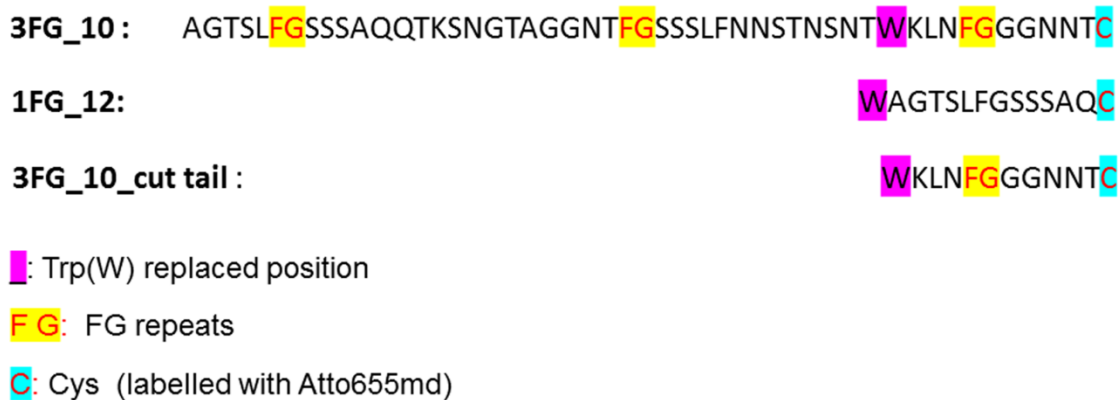 3FG_10 : AGTSLFGSSSAQQTKSNGTAGGNTFGSSSLFNNSTNSNTWKLNFGGGNNTC
1FG_12: WAGTSLFGSSSAQC
3FG_10_cut tail : WKLNFGGGNNTC
_: Trp(W) replaced position
F G: FG repeats
C: Cys (labelled with Atto655md)